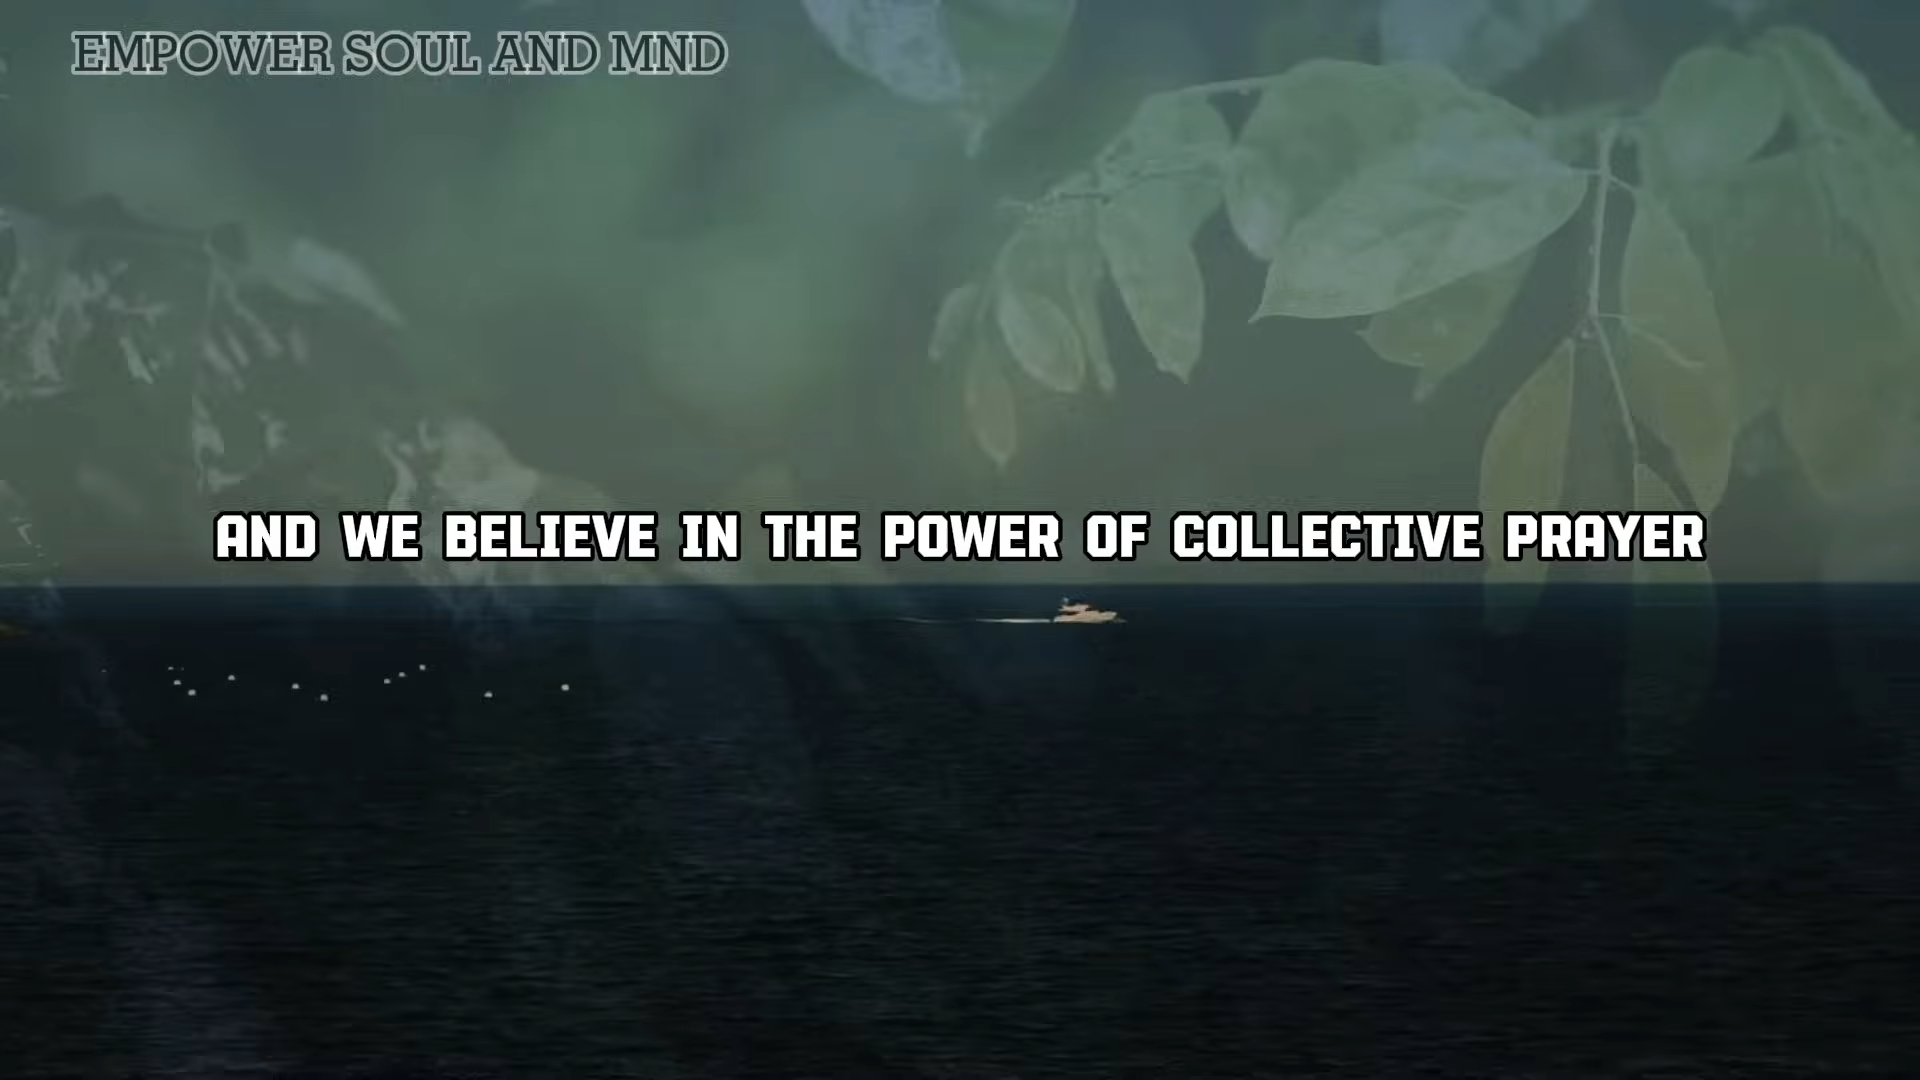 EMPOWER SOUL AND MND
AND WE BELIEVE IN THE POWER OF COLLECTIVE PRAYER